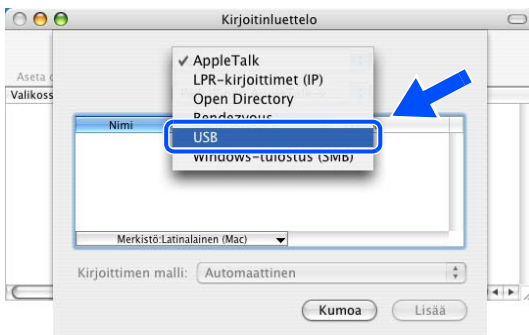 Kirjoitinluettelo
✓ AppleTalk
LPR-kirjoittimet (IP)
Open Directory
Rendezvous
USB
Windows-tulostus (SMB)
Aseta
Valikoss
Nimi
Merkistö:Latinalainen (Mac)
Kirjoittimen malli: Automaattinen
Kumoa Lisää